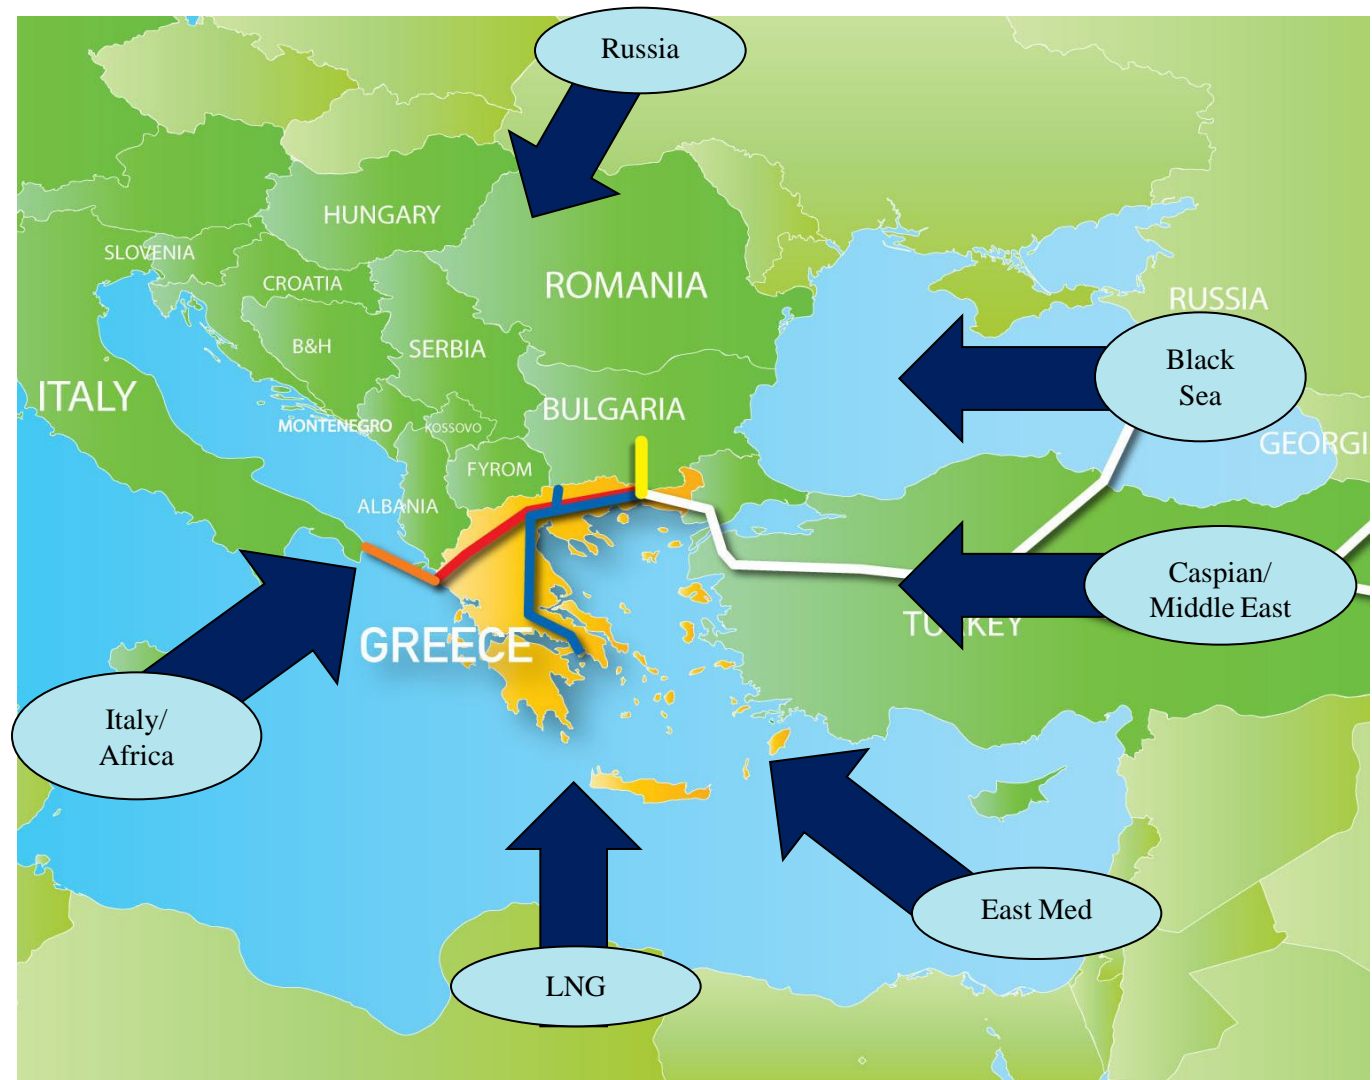 Russia
HUNGARY
SLOVENIA
CROATIA
ROMANIA
RUSSIA
B&H
SERBIA
Black
Sea
ITALY
BULGARIA
MONTENEGRO
KOSSOVO
GEORGI
FYROM
ALBANIA
Caspian/
Middle East
TURKEY
GREECE
Italy/
Africa
East Med
LNG